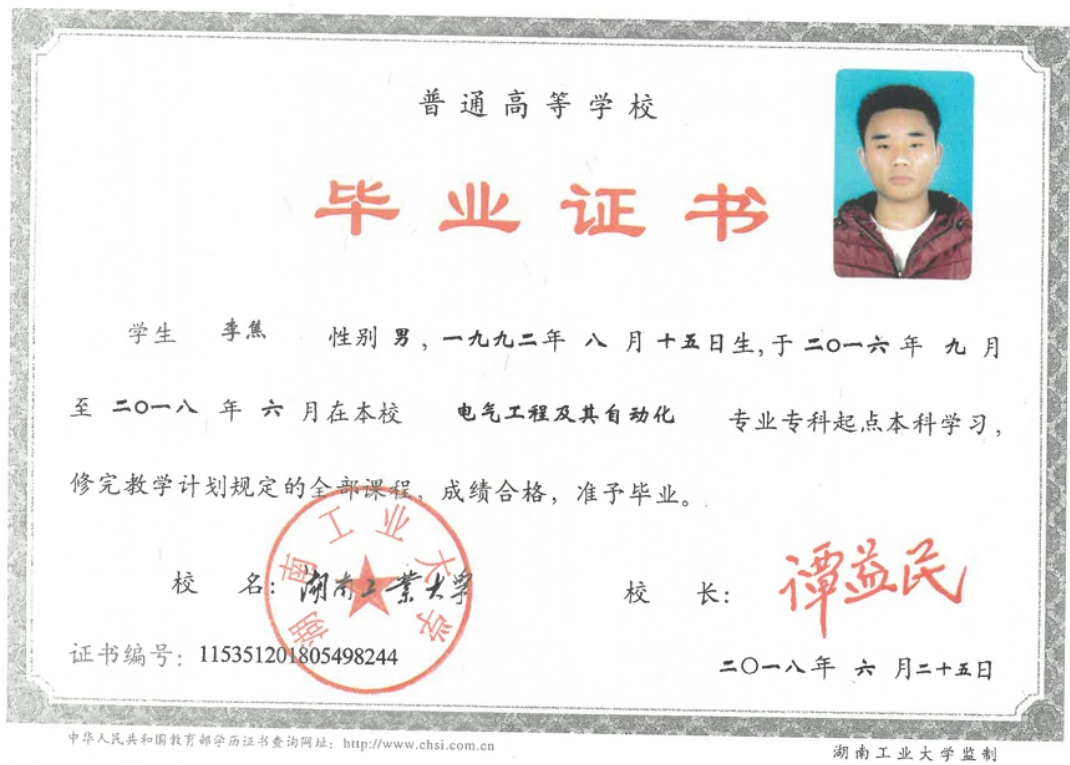 普通高等学校
毕业证书
学生 李焦 性别 男，一九九二年 八 月 十五日生,于 二〇一六 年 九 月
至 二〇一八 年 六 月在本校 电气工程及其自动化 专业专科起点本科学习，
修完教学计划规定的全部课程，成绩合格，准予毕业。
湖南工业大学
校 名：湖南工业大学 校 长：谭益民
证书编号：115351201805498244 二〇一八年 六 月二十五日
中华人民共和国教育部学历证书查询网址：http://www.chsi.com.cn
湖南工业大学监制